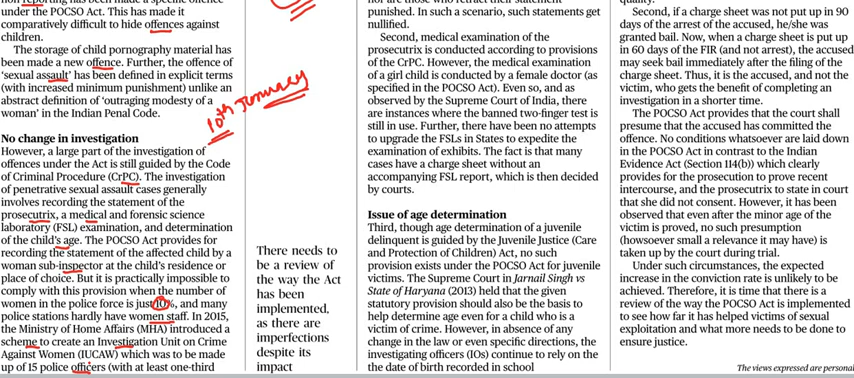 non reporting has been made a specific offence
under the POCSO Act. This has made it
comparatively difficult to hide offences against
children.
The storage of child pornography material has
been made a new offence. Further, the offence of
‘sexual assault’ has been defined in explicit terms
(with increased minimum punishment) unlike an
abstract definition of ‘outraging modesty of a
woman’ in the Indian Penal Code.
No change in investigation
However, a large part of the investigation of
offences under the Act is still guided by the Code
of Criminal Procedure (CrPC). The investigation
of penetrative sexual assault cases generally
involves recording the statement of the
prosecutrix, a medical and forensic science
laboratory (FSL) examination, and determination
of the child’s age. The POCSO Act provides for
recording the statement of the affected child by a
woman sub-inspector at the child’s residence or
place of choice. But it is practically impossible to
comply with this provision when the number of
women in the police force is just 10%, and many
police stations hardly have women staff. In 2015,
the Ministry of Home Affairs (MHA) introduced a
scheme to create an Investigation Unit on Crime
Against Women (IUCAW) which was to be made
up of 15 police officers (with at least one-third
10th January
There needs to
be a review of
the way the Act
has been
implemented,
as there are
imperfections
despite its
impact
nor are those who retract their statement
punished. In such a scenario, such statements get
nullified.
Second, medical examination of the
prosecutrix is conducted according to provisions
of the CrPC. However, the medical examination
of a girl child is conducted by a female doctor (as
specified in the POCSO Act). Even so, and as
observed by the Supreme Court of India, there
are instances where the banned two-finger test is
still in use. Further, there have been no attempts
to upgrade the FSLs in States to expedite the
examination of exhibits. The fact is that many
cases have a charge sheet without an
accompanying FSL report, which is then decided
by courts.
Issue of age determination
Third, though age determination of a juvenile
delinquent is guided by the Juvenile Justice (Care
and Protection of Children) Act, no such
provision exists under the POCSO Act for juvenile
victims. The Supreme Court in Jarnail Singh vs
State of Haryana (2013) held that the given
statutory provision should also be the basis to
help determine age even for a child who is a
victim of crime. However, in absence of any
change in the law or even specific directions, the
investigating officers (IOs) continue to rely on the
the date of birth recorded in school
quality.
Second, if a charge sheet was not put up in 90
days of the arrest of the accused, he/she was
granted bail. Now, when a charge sheet is put up
in 60 days of the FIR (and not arrest), the accused
may seek bail immediately after the filing of the
charge sheet. Thus, it is the accused, and not the
victim, who gets the benefit of completing an
investigation in a shorter time.
The POCSO Act provides that the court shall
presume that the accused has committed the
offence. No conditions whatsoever are laid down
in the POCSO Act in contrast to the Indian
Evidence Act (Section 114(b)) which clearly
provides for the prosecution to prove recent
intercourse, and the prosecutrix to state in court
that she did not consent. However, it has been
observed that even after the minor age of the
victim is proved, no such presumption
(howsoever small a relevance it may have) is
taken up by the court during trial.
Under such circumstances, the expected
increase in the conviction rate is unlikely to be
achieved. Therefore, it is time that there is a
review of the way the POCSO Act is implemented
to see how far it has helped victims of sexual
exploitation and what more needs to be done to
ensure justice.
The views expressed are personal